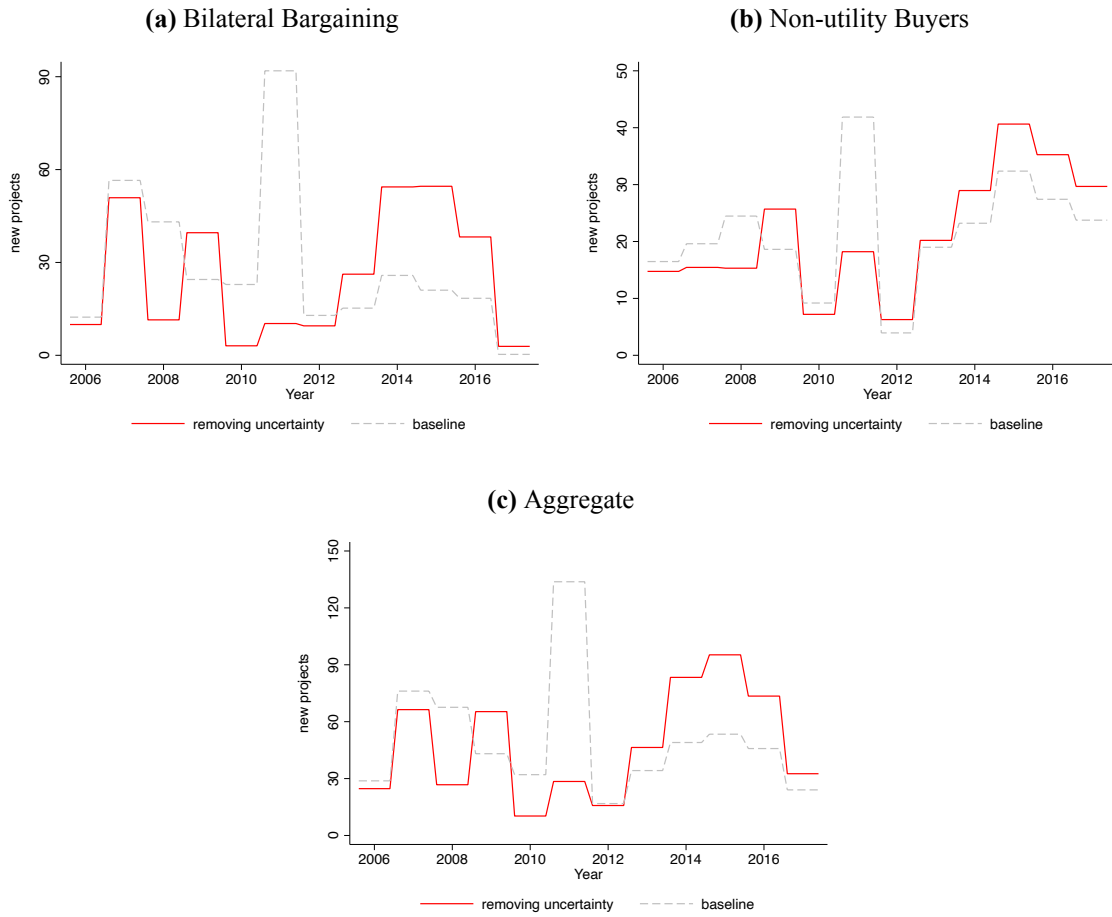 (a) Bilateral Bargaining
90
60
30
0
new projects
2006 2008 2010 2012 2014 2016
Year
removing uncertainty baseline
(b) Non-utility Buyers
50
40
30
20
10
0
new projects
2006 2008 2010 2012 2014 2016
Year
removing uncertainty baseline
(c) Aggregate
150
120
90
60
30
0
new projects
2006 2008 2010 2012 2014 2016
Year
removing uncertainty baseline